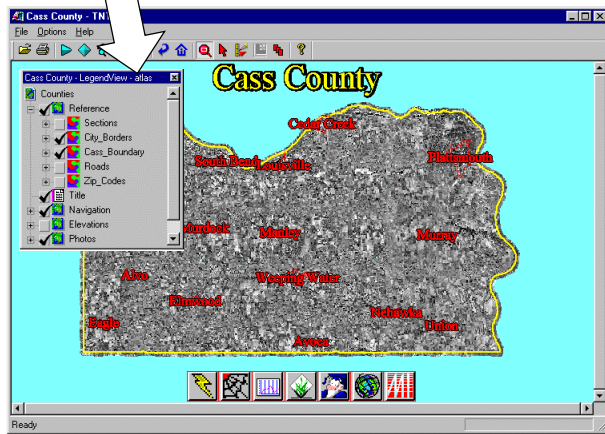 Cass County - TNT
File Options Help
Cass County - LegendView - atlas
Counties
Reference
Sections
City_Borders
Cass_Boundary
Roads
Zip_Codes
Title
Navigation
Elevations
Photos
Cass County
Cedar Creek
South Bend
Louisville
Plattsmouth
Murdock
Manley
Murray
Alvo
Weeping Water
Elmwood
Nehawka
Eagle
Union
Avoca
Ready